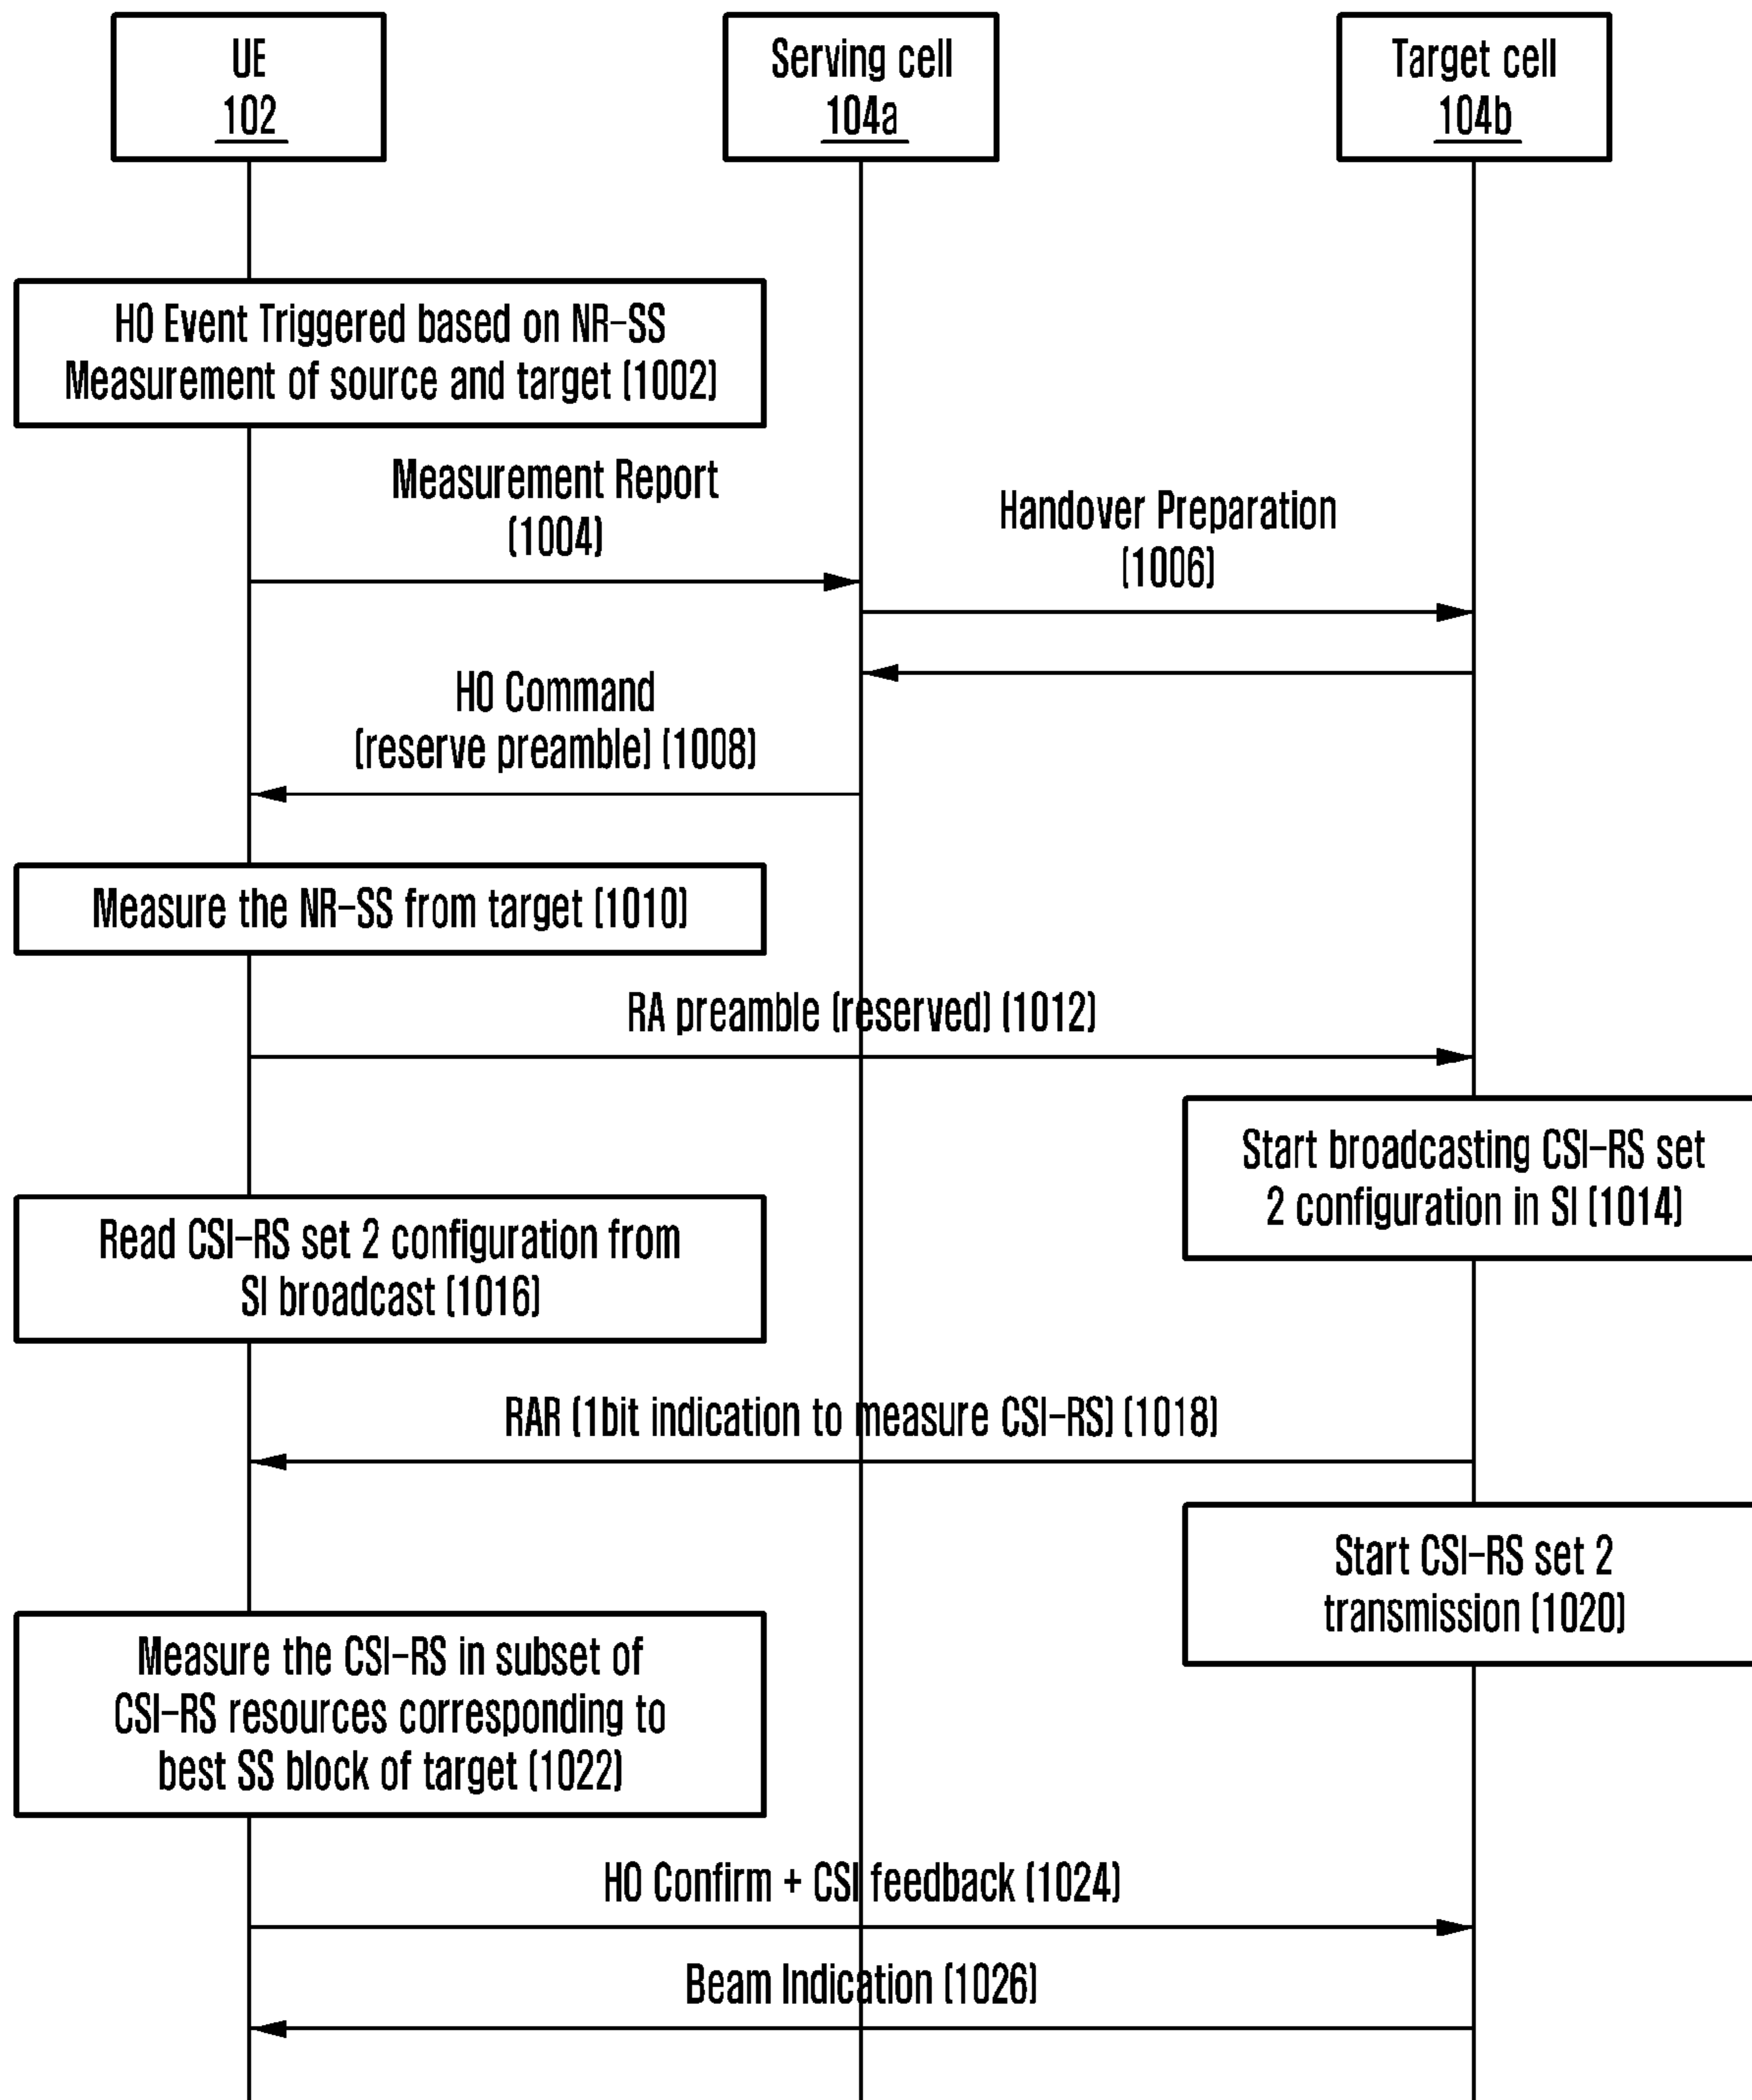 UE
102
Serving cell
104a
Target cell
104b
HO Event Triggered based on NR-SS
Measurement of source and target (1002)
Measurement Report
(1004)
Handover Preparation
(1006)
HO Command
(reserve preamble) (1008)
Measure the NR-SS from target (1010)
RA preamble (reserved) (1012)
Start broadcasting CSI-RS set
2 configuration in SI (1014)
Read CSI-RS set 2 configuration from
SI broadcast (1016)
RAR (1bit indication to measure CSI-RS) (1018)
Start CSI-RS set 2
transmission (1020)
Measure the CSI-RS in subset of
CSI-RS resources corresponding to
best SS block of target (1022)
HO Confirm + CSI feedback (1024)
Beam Indication (1026)